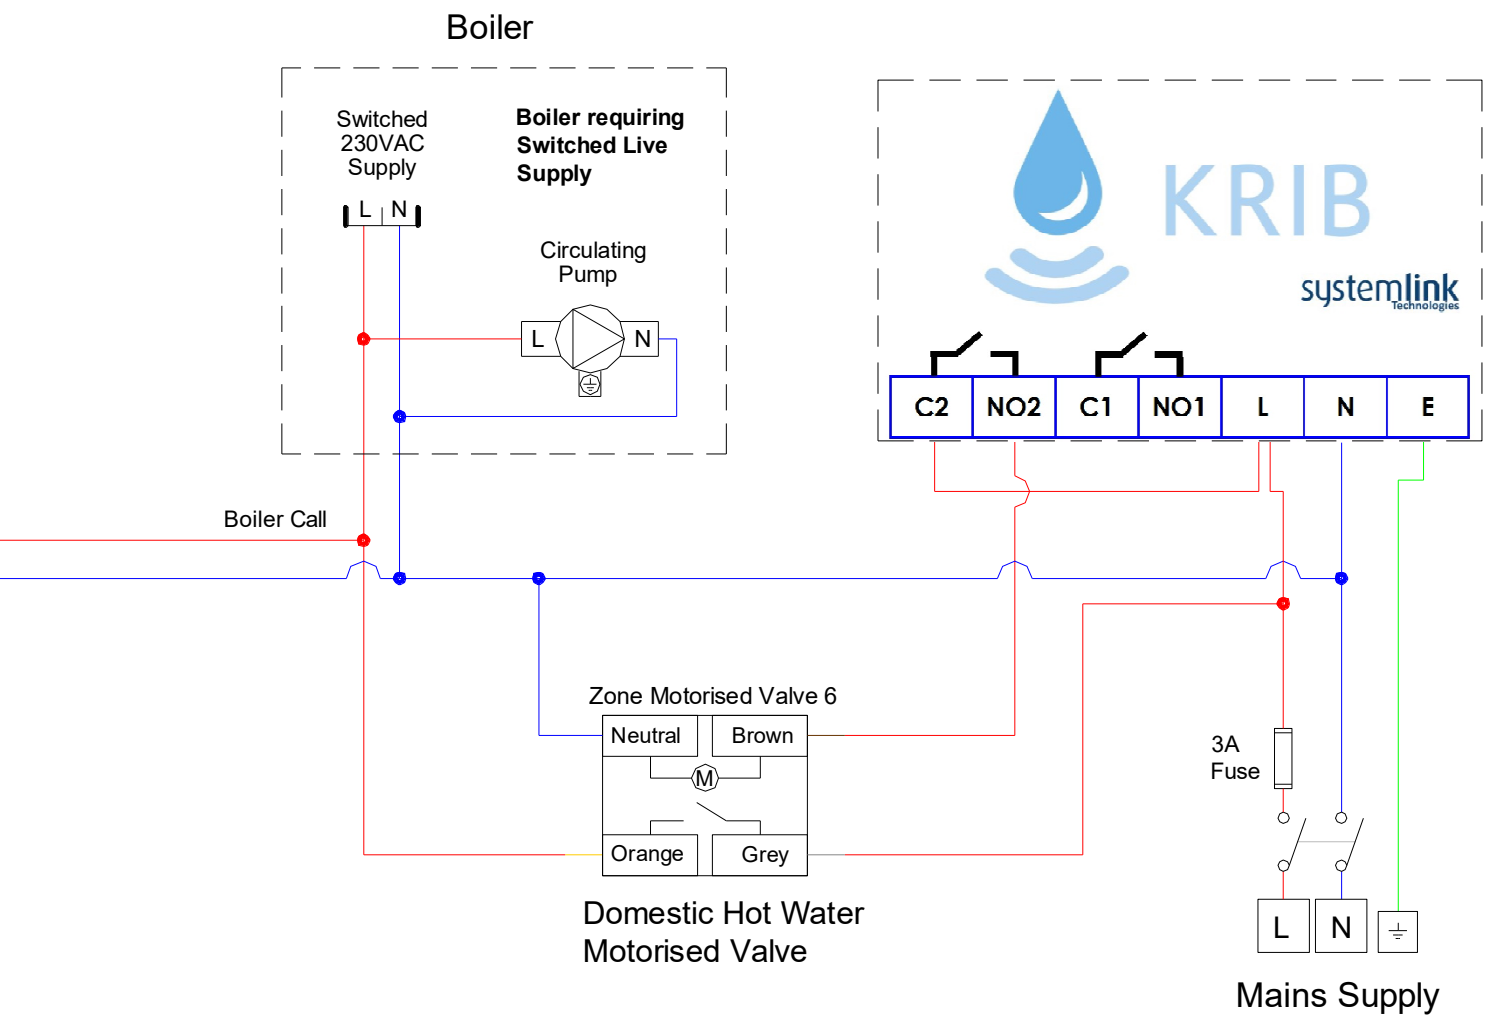 Boiler
Switched
230VAC
Supply
Boiler requiring
Switched Live
Supply
L N
Circulating
Pump
L N
KRIB
systemlink
Technologies
C2 NO2 C1 NO1 L N E
Boiler Call
Zone Motorised Valve 6
Neutral Brown
M
Orange Grey
Domestic Hot Water
Motorised Valve
3A
Fuse
L N
Mains Supply